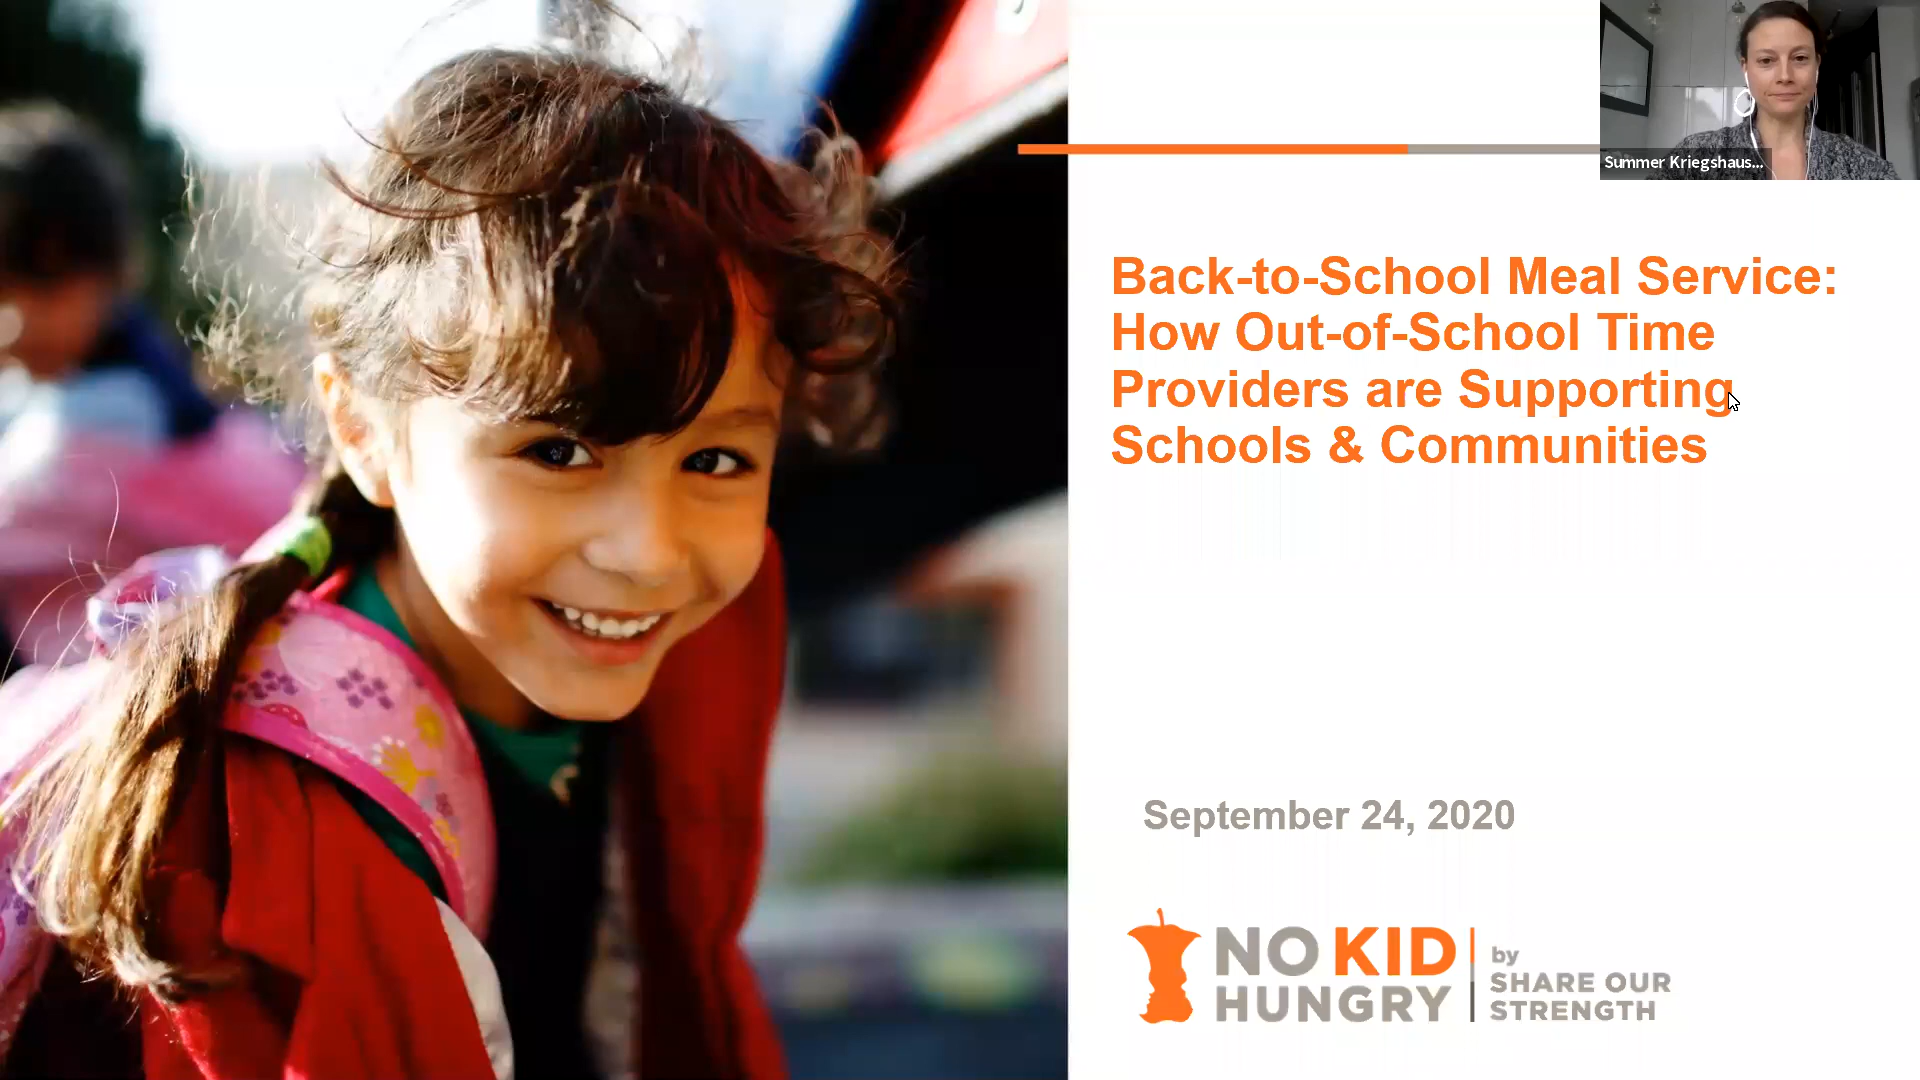 Summer Kriegshaus...
Back-to-School Meal Service:
How Out-of-School Time
Providers are Supporting
Schools & Communities
September 24, 2020
NO KID
HUNGRY
by
SHARE OUR
STRENGTH